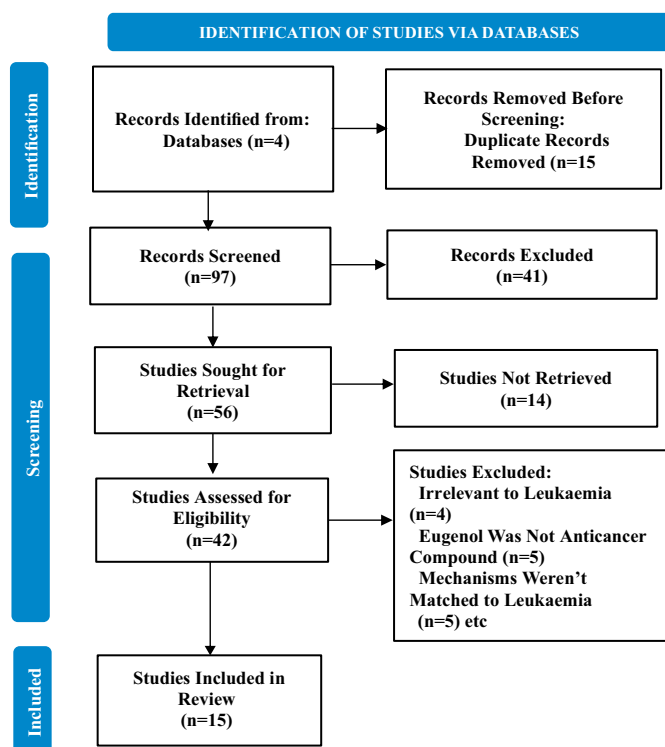 IDENTIFICATION OF STUDIES VIA DATABASES
Identification
Records Identified from:
Databases (n=4)
Records Removed Before
Screening:
Duplicate Records
Removed (n=15
Screening
Records Screened
(n=97)
Records Excluded
(n=41)
Studies Sought for
Retrieval
(n=56)
Studies Not Retrieved
(n=14)
Studies Assessed for
Eligibility
(n=42)
Studies Excluded:
Irrelevant to Leukaemia
(n=4)
Eugenol Was Not Anticancer
Compound (n=5)
Mechanisms Weren’t
Matched to Leukaemia
(n=5) etc
Included
Studies Included in
Review
(n=15)